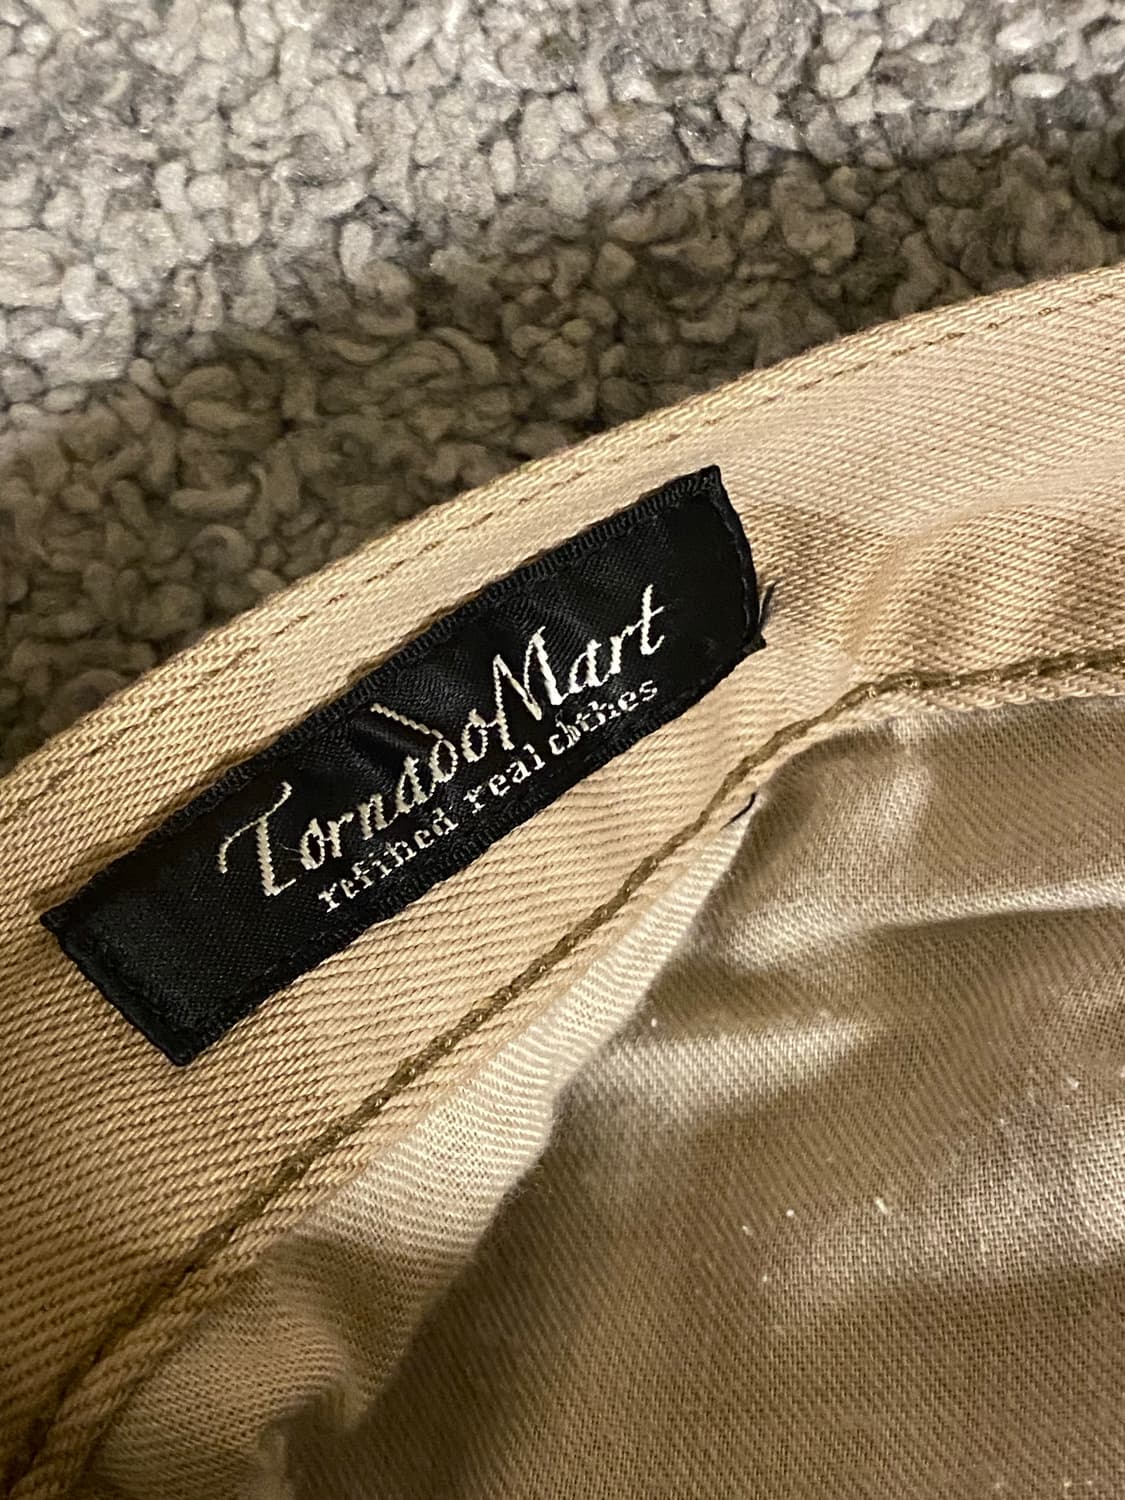 TornadoMart
refined real clothes